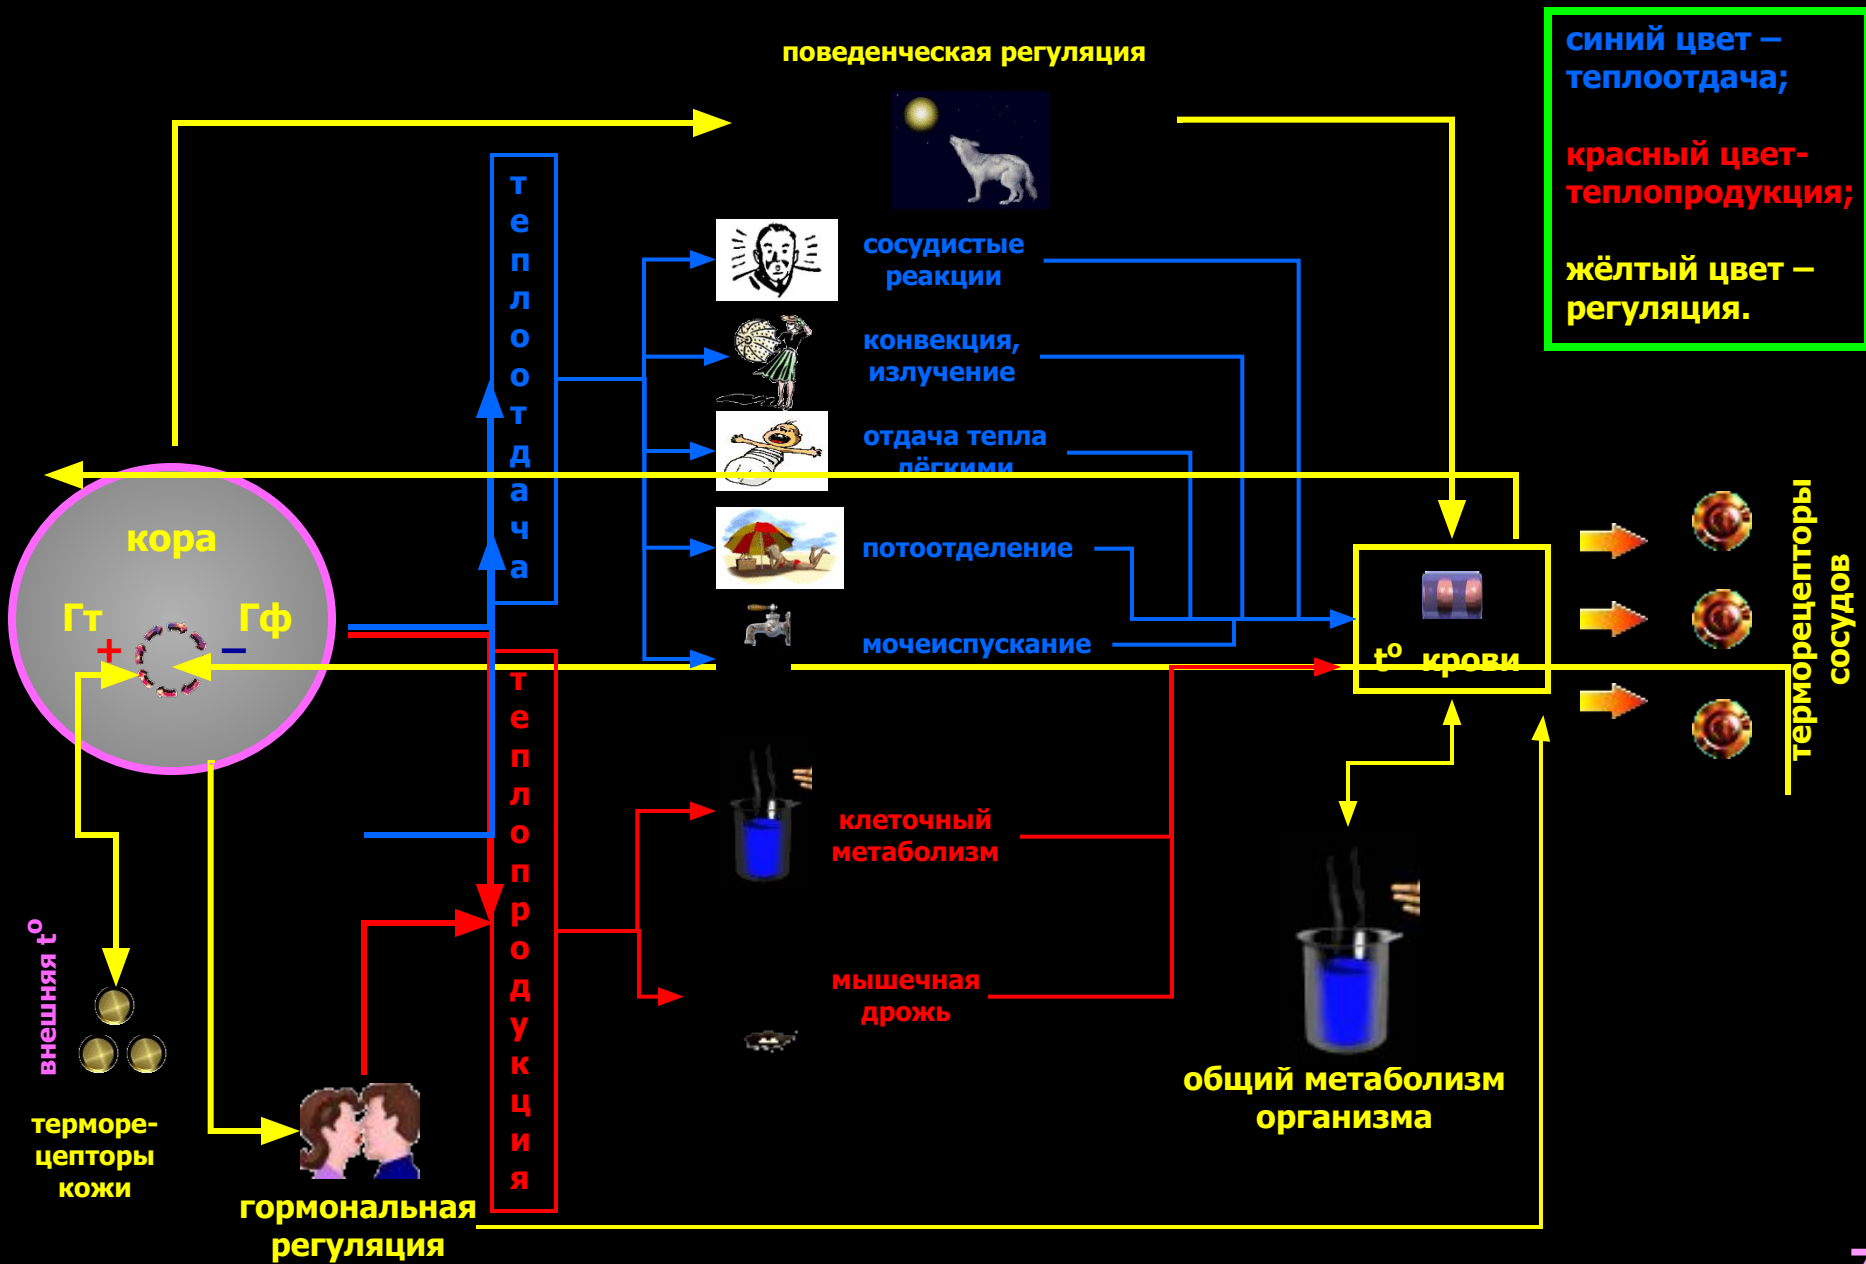 поведенческая регуляция
синий цвет –
теплоотдача;
красный цвет-
теплопродукция;
жёлтый цвет –
регуляция.
теплоотдача
сосудистые
реакции
конвекция,
излучение
отдача тепла
лёгкими
потоотделение
мочеиспускание
кора
Гт
Гф
+
–
tº крови
терморецепторы
сосудов
теплопродукция
клеточный
метаболизм
мышечная
дрожь
общий метаболизм
организма
внешняя tº
терморе-
цепторы
кожи
гормональная
регуляция